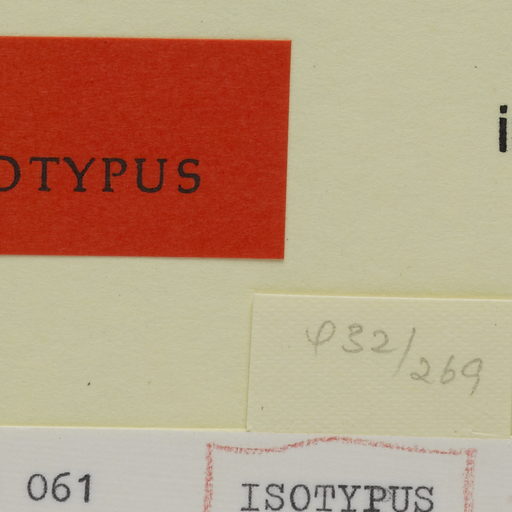 OTYPUS
i
φ32/269
061
ISOTYPUS